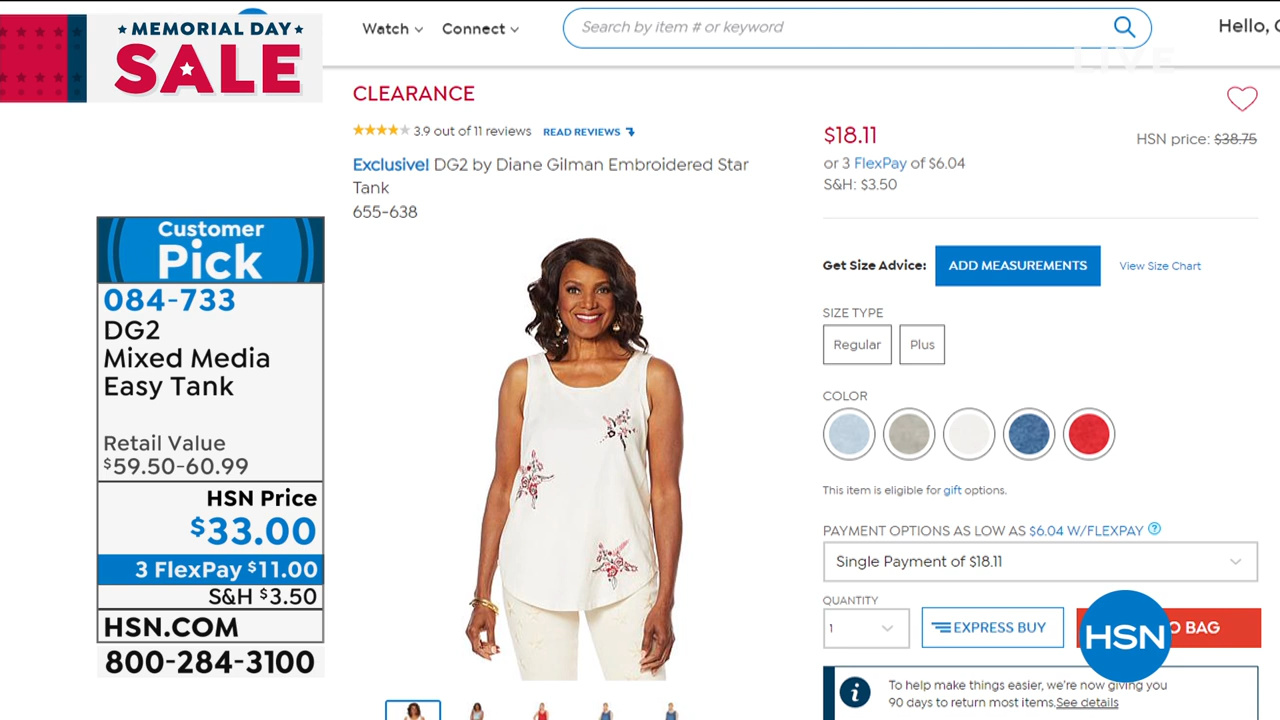 ★MEMORIAL DAY★
SALE
Watch
Connect
Search by item # or keyword
Hello,
LIVE
CLEARANCE
3.9 out of 11 reviews
READ REVIEWS
Exclusive! DG2 by Diane Gilman Embroidered Star
Tank
655-638
$18.11
HSN price: $38.75
or 3 FlexPay of $6.04
S&H: $3.50
Get Size Advice:
ADD MEASUREMENTS
View Size Chart
SIZE TYPE
Regular
Plus
COLOR
This item is eligible for gift options.
PAYMENT OPTIONS AS LOW AS $6.04 W/FLEXPAY ?
Single Payment of $18.11
QUANTITY
1
EXPRESS BUY
O BAG
HSN
i
To help make things easier, we're now giving you
90 days to return most items. See details
Customer
Pick
084-733
DG2
Mixed Media
Easy Tank
Retail Value
$59.50-60.99
HSN Price
$33.00
3 FlexPay $11.00
S&H $3.50
HSN.COM
800-284-3100